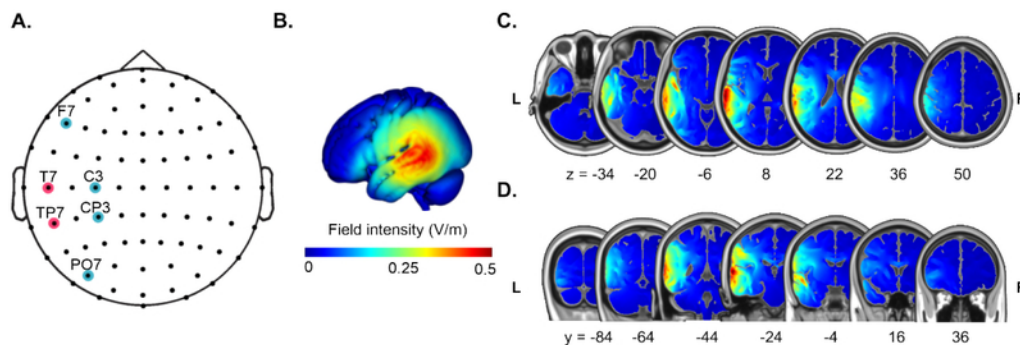 A.
F7
T7
C3
TP7
CP3
PO7
B.
Field intensity (V/m)
0 0.25 0.5
C.
L
z = -34 -20 -6 8 22 36 50
D.
L
y = -84 -64 -44 -24 -4 16 36